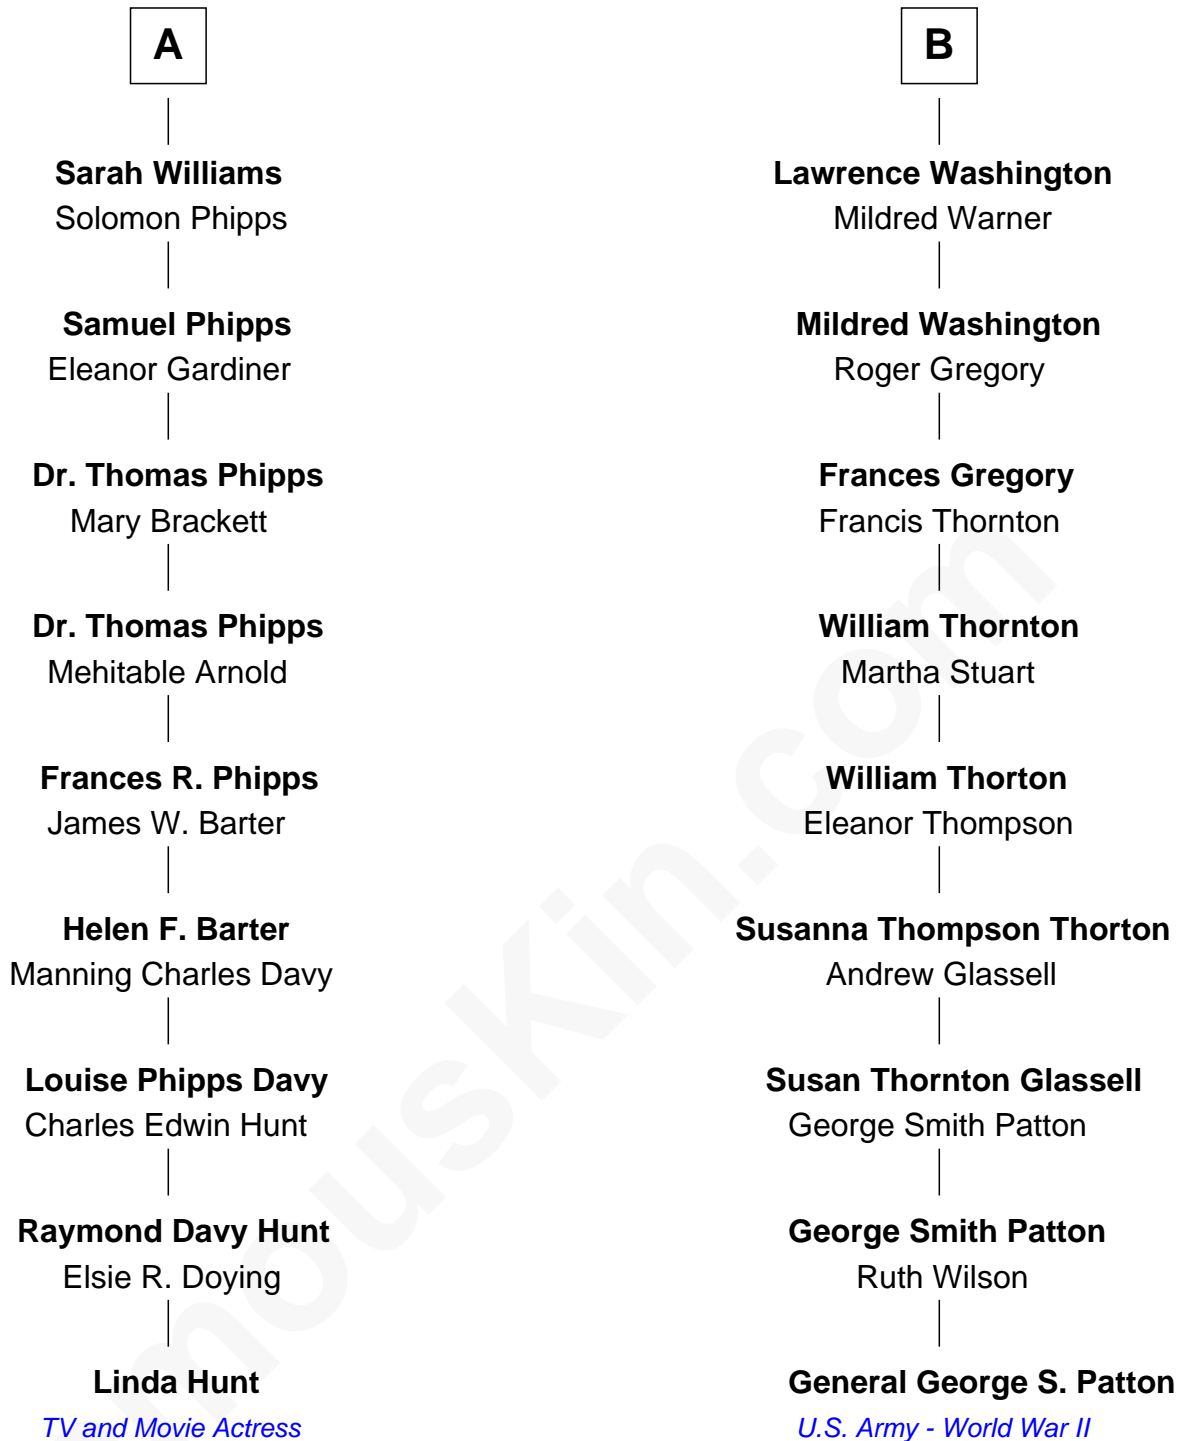 A
Sarah Williams
Solomon Phipps
Samuel Phipps
Eleanor Gardiner
Dr. Thomas Phipps
Mary Brackett
Dr. Thomas Phipps
Mehitable Arnold
Frances R. Phipps
James W. Barter
Helen F. Barter
Manning Charles Davy
Louise Phipps Davy
Charles Edwin Hunt
Raymond Davy Hunt
Elsie R. Doying
Linda Hunt
TV and Movie Actress
B
Lawrence Washington
Mildred Warner
Mildred Washington
Roger Gregory
Frances Gregory
Francis Thornton
William Thornton
Martha Stuart
William Thorton
Eleanor Thompson
Susanna Thompson Thorton
Andrew Glassell
Susan Thornton Glassell
George Smith Patton
George Smith Patton
Ruth Wilson
General George S. Patton
U.S. Army - World War II
mousKin.com